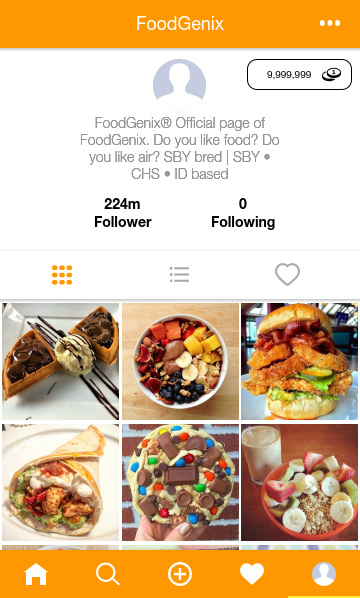 FoodGenix
9,999,999
FoodGenix® Official page of
FoodGenix. Do you like food? Do
you like air? SBY bred | SBY •
CHS • ID based
224m
Follower
0
Following